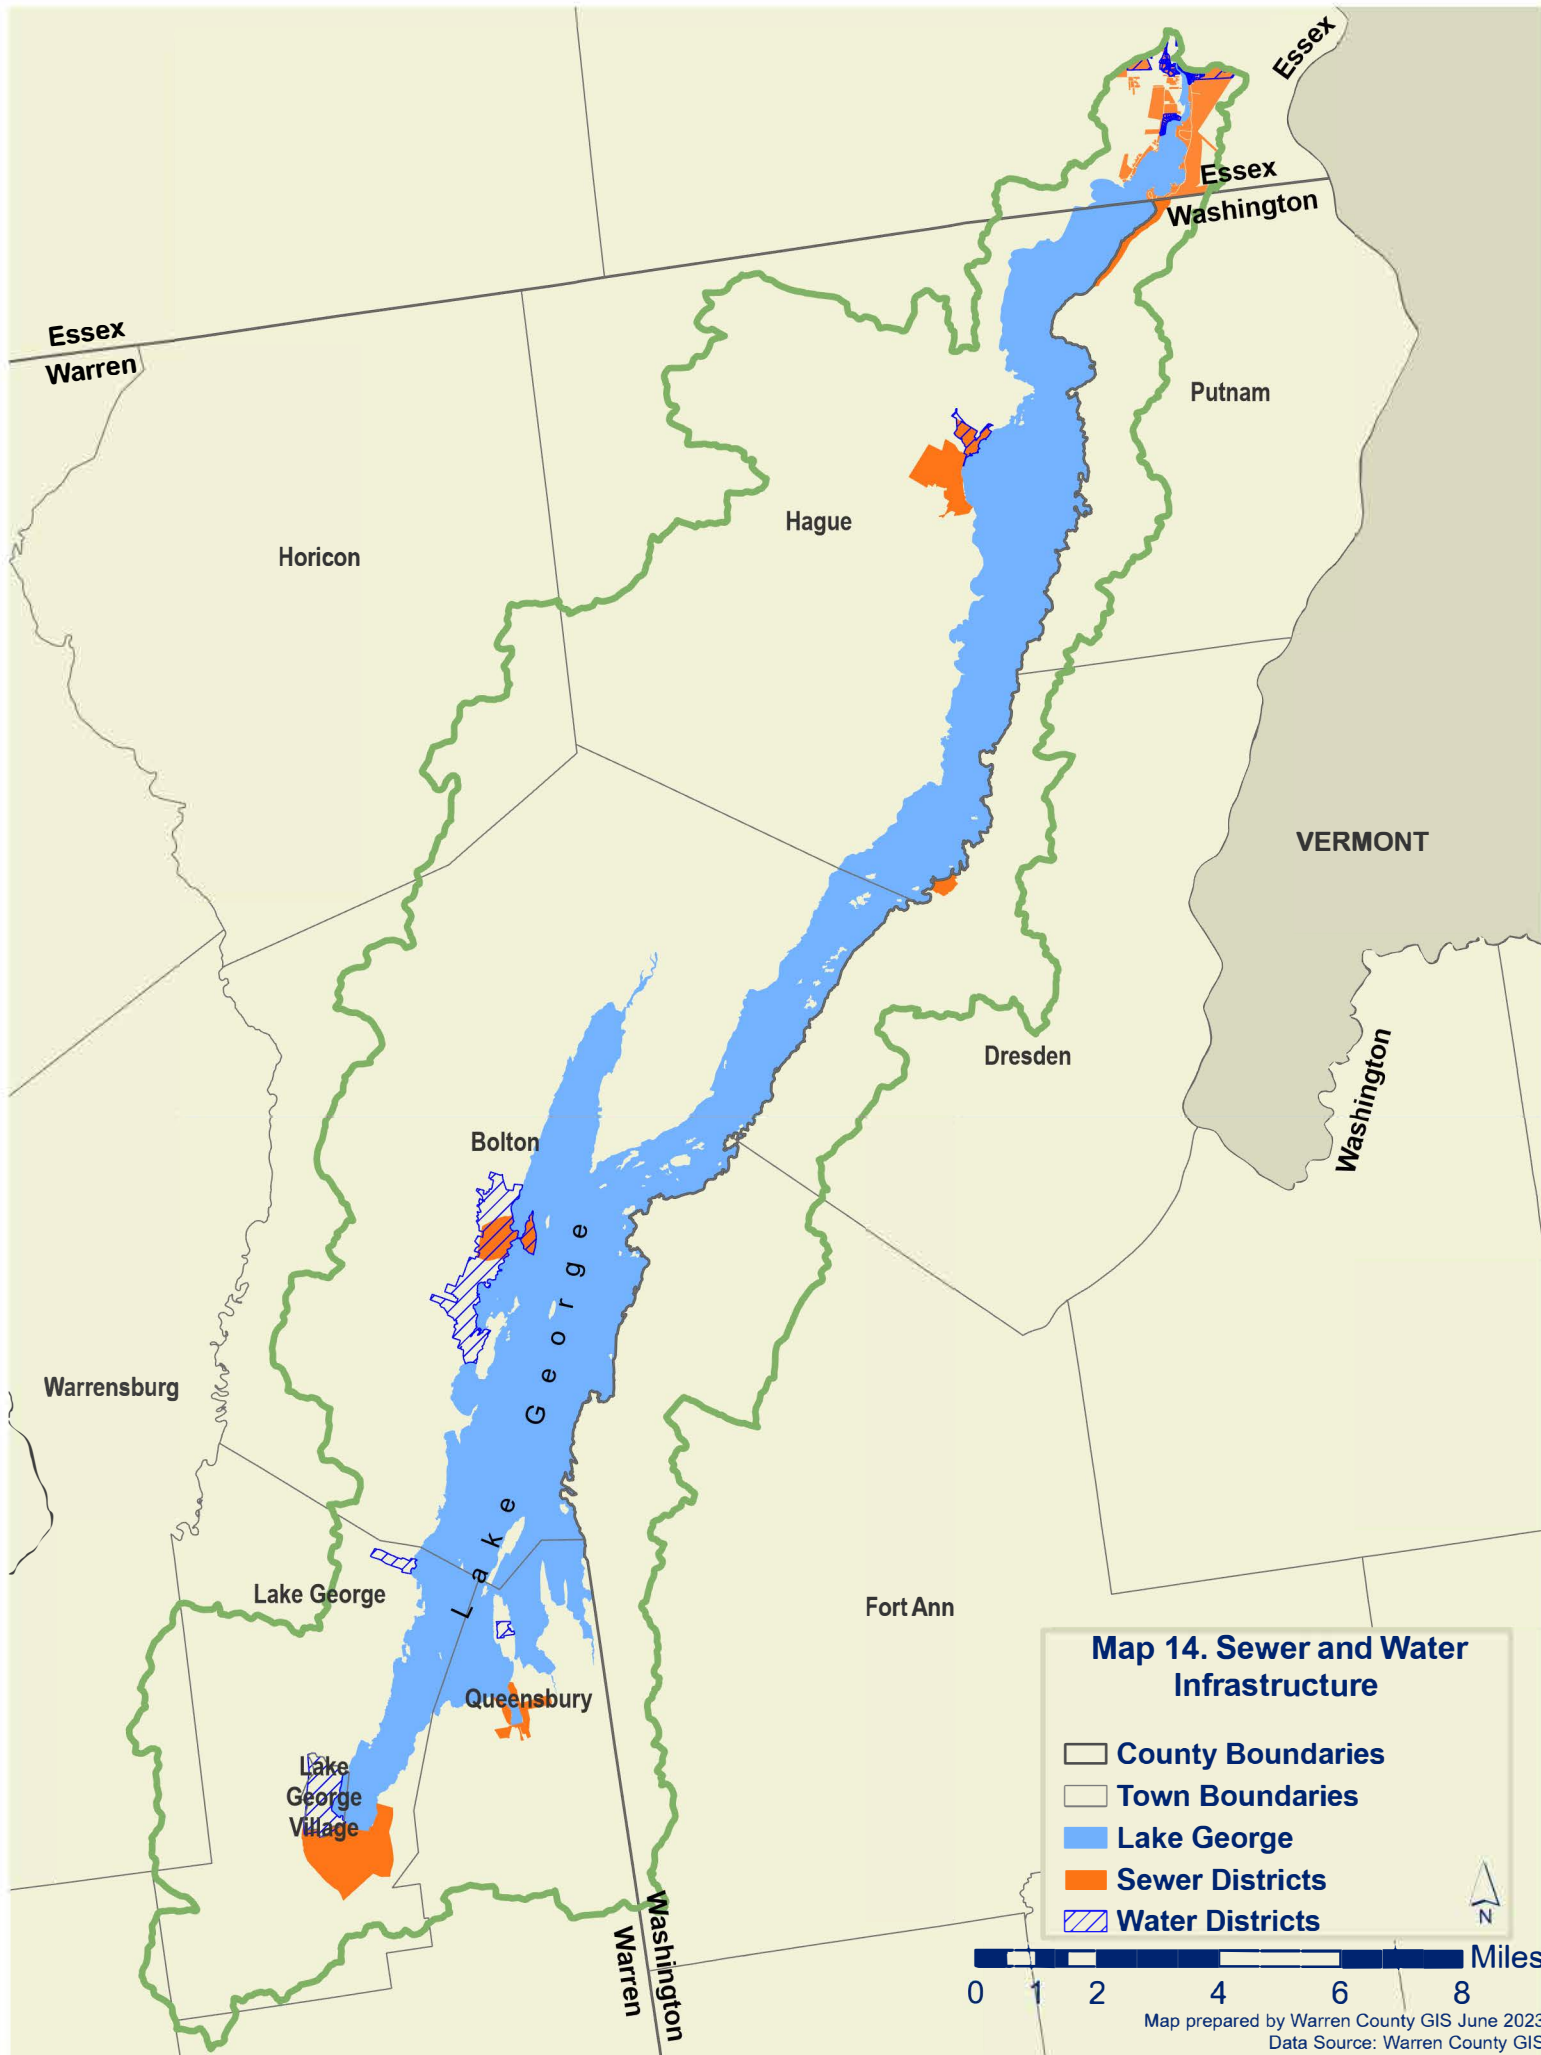 Essex
Essex
Washington
Essex
Warren
Putnam
Hague
Horicon
VERMONT
Dresden
Washington
Bolton
Lake George
Warrensburg
Lake George
Fort Ann
Queensbury
Lake
George
Village
Washington
Warren
Map 14. Sewer and Water
Infrastructure
County Boundaries
Town Boundaries
Lake George
Sewer Districts
Water Districts
N
Miles
0 1 2 4 6 8
Map prepared by Warren County GIS June 2023
Data Source: Warren County GIS